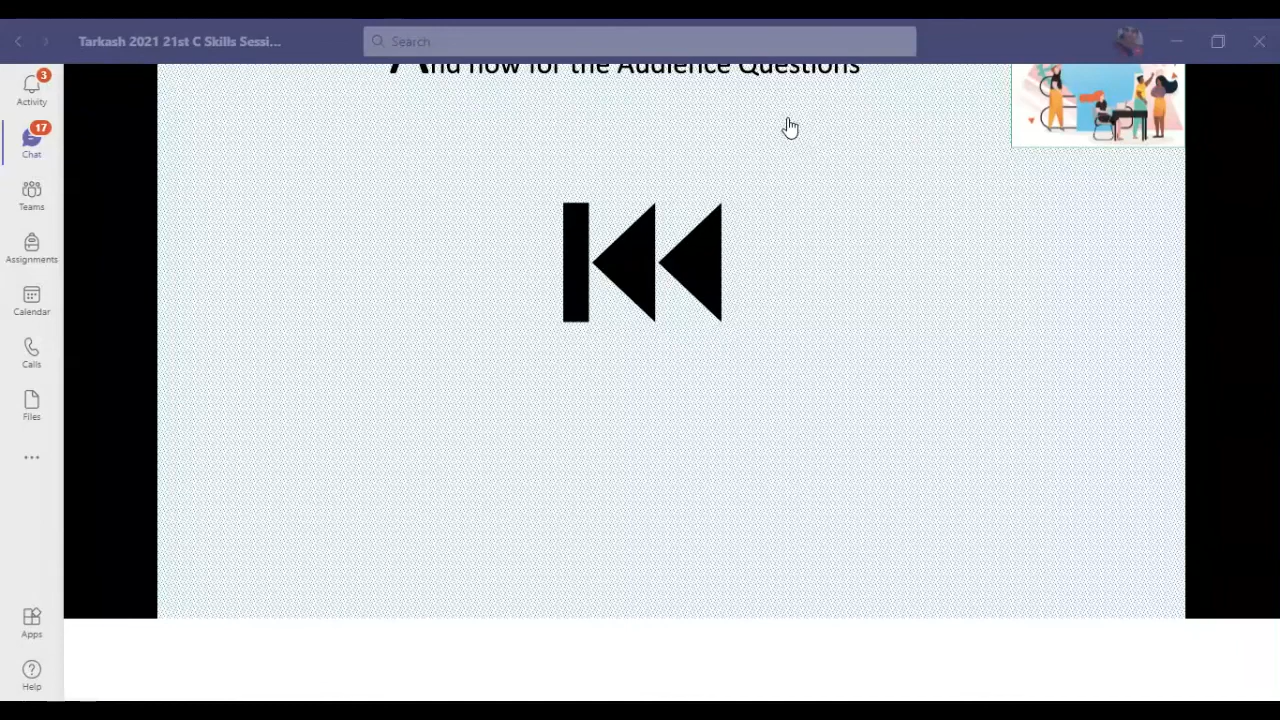 Tarkash 2021 21st C Skills Sessi...
Search
And now for the Audience Questions
3
Activity
17
Chat
Teams
Assignments
Calendar
Calls
Files
Apps
Help